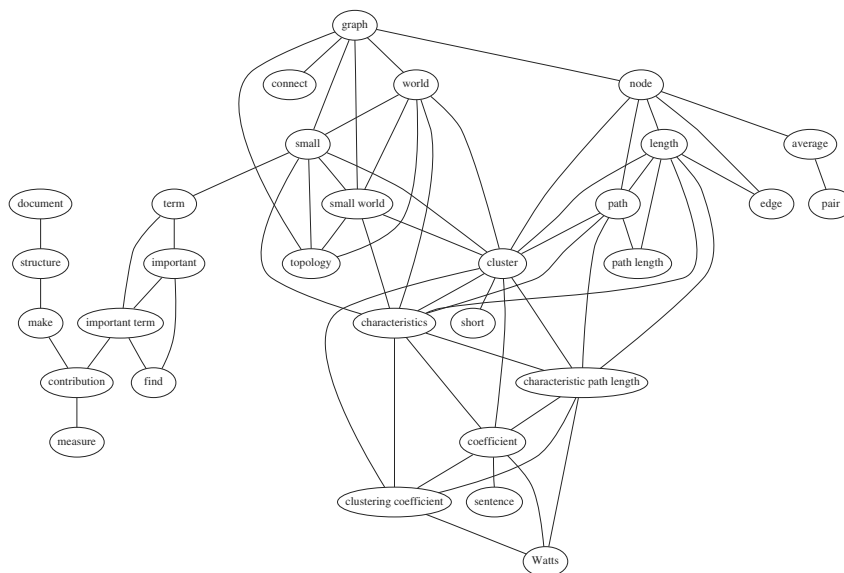 graph
connect
world
node
small
length
average
document
term
small world
path
edge
pair
structure
important
topology
cluster
path length
make
important term
characteristics
short
contribution
find
characteristic path length
measure
coefficient
clustering coefficient
sentence
Watts